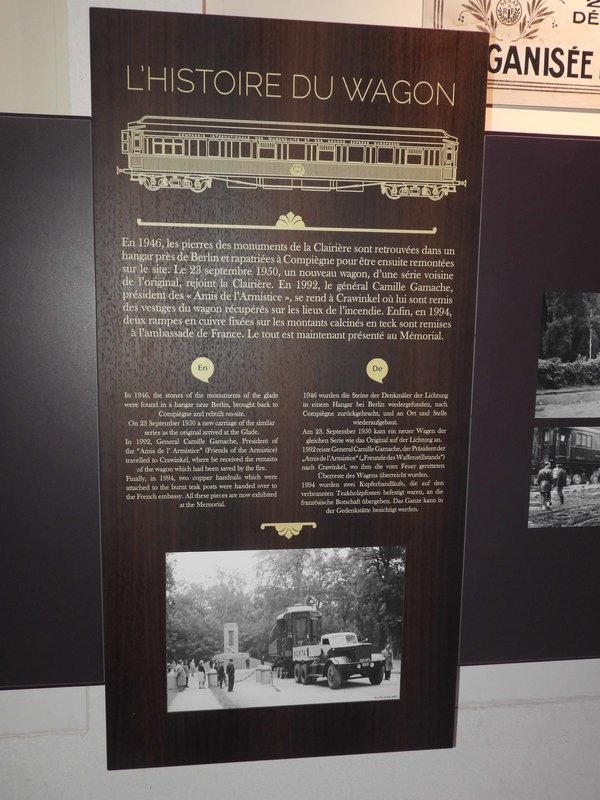 GANISÉE
L'HISTOIRE DU WAGON
COMPAGNIE INTERNATIONALE DES WAGONS-LITS ET DES GRANDS EXPRESS EUROPEENS
En 1946, les pierres des monuments de la Clairière sont retrouvées dans un
hangar près de Berlin et rapatriées à Compiègne pour être ensuite remontées
sur le site. Le 23 septembre 1950, un nouveau wagon, d'une série voisine
de l'original, rejoint la Clairière. En 1992, le général Camille Gamache,
président des « Amis de l'Armistice », se rend à Crawinkel où lui sont remis
des vestiges du wagon récupérés sur les lieux de l'incendie. Enfin, en 1994,
deux rampes en cuivre fixées sur les montants calcinés en teck sont remises
à l'ambassade de France. Le tout est maintenant présenté au Mémorial.
En
In 1946, the stones of the monuments of the glade
were found in a hangar near Berlin, brought back to
Compiègne and rebuilt on-site.
On 23 September 1950 a new carriage of the similar
series as the original arrived at the Glade.
In 1992, General Camille Gamache, President of
the "Amis de l' Armistice" (Friends of the Armistice)
travelled to Crawinkel, where he received the remains
of the wagon which had been saved by the fire.
Finally, in 1994, two copper handrails which were
attached to the burnt teak posts were handed over to
the French embassy. All these pieces are now exhibited
at the Memorial.
De
1946 wurden die Steine der Denkmäler der Lichtung
in einem Hangar bei Berlin wiedergefunden, nach
Compiègne zurückgebracht, und an Ort und Stelle
wiederaufgebaut.
Am 23. September 1950 kam ein neuer Wagen der
gleichen Serie wie das Original auf der Lichtung an.
1992 reiste General Camille Gamache, der Präsident der
„Amis de l'Armistice" („Freunde des Waffenstillstands")
nach Crawinkel, wo ihm die vom Feuer geretteten
Überreste des Wagens überreicht wurden.
1994 wurden zwei Kupferhandläufe, die auf den
verbrannten Teakholzpfosten befestigt waren, an die
französische Botschaft übergeben. Das Ganze kann in
der Gedenkstätte besichtigt werden.